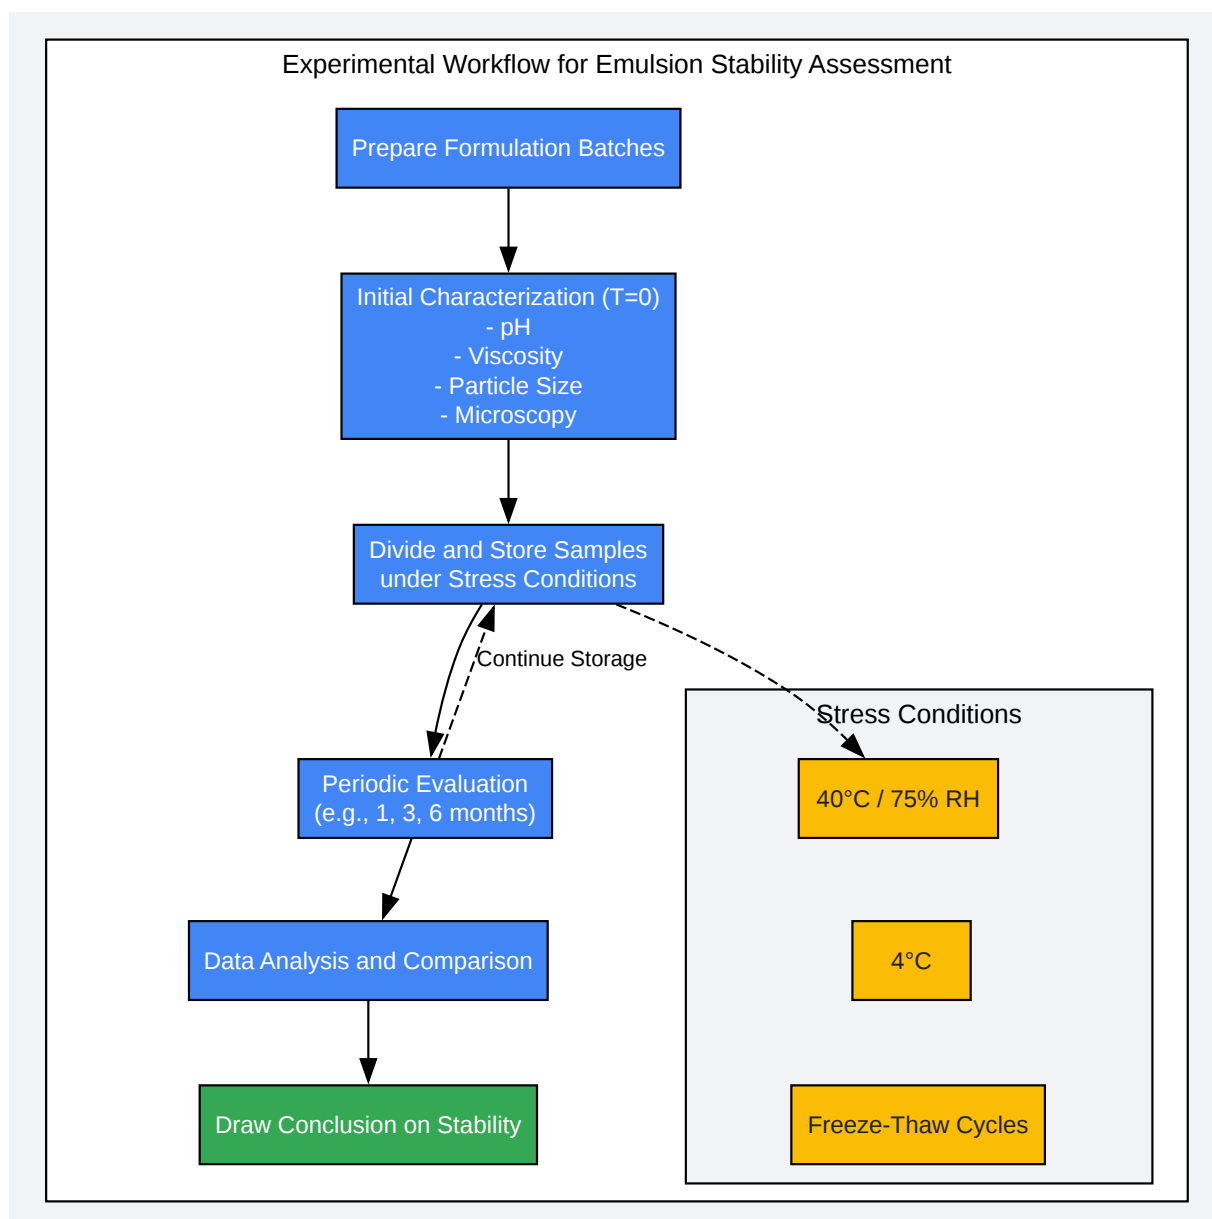 Experimental Workflow for Emulsion Stability Assessment
Prepare Formulation Batches
Initial Characterization (T=0)
- pH
- Viscosity
- Particle Size
- Microscopy
Divide and Store Samples
under Stress Conditions
Continue Storage
Periodic Evaluation
(e.g., 1, 3, 6 months)
Data Analysis and Comparison
Draw Conclusion on Stability
Stress Conditions
40°C / 75% RH
4°C
Freeze-Thaw Cycles